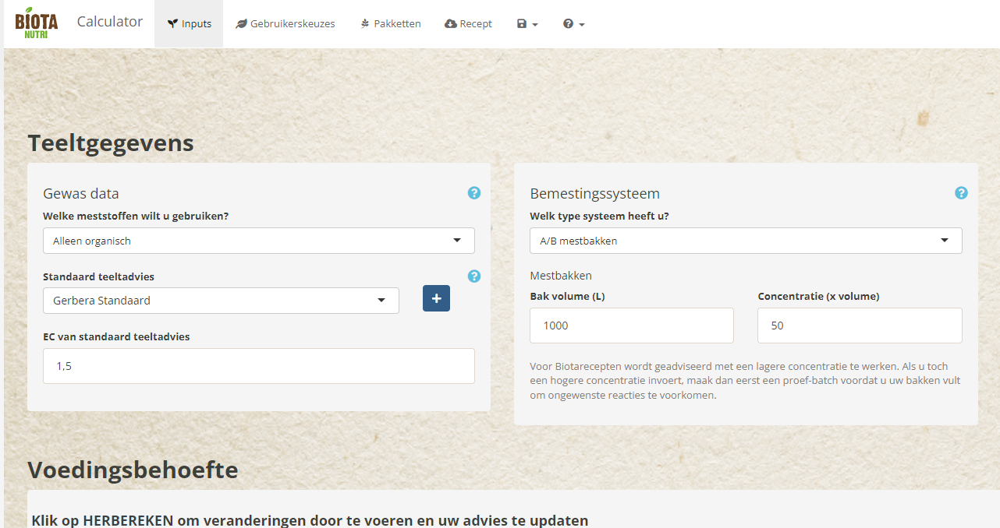 BIOTA
NUTRI
Calculator
Inputs
Gebruikerskeuzes
Pakketten
Recept
Teeltgegevens
Gewas data
Welke meststoffen wilt u gebruiken?
Alleen organisch
Standaard teeltadvies
Gerbera Standaard
EC van standaard teeltadvies
1,5
Bemestingssysteem
Welk type systeem heeft u?
A/B mestbakken
Mestbakken
Bak volume (L)
Concentratie (x volume)
1000
50
Voor Biotarecepten wordt geadviseerd met een lagere concentratie te werken. Als u toch
een hogere concentratie invoert, maak dan eerst een proef-batch voordat u uw bakken vult
om ongewenste reacties te voorkomen.
Voedingsbehoefte
Klik op HERBEREKEN om veranderingen door te voeren en uw advies te updaten